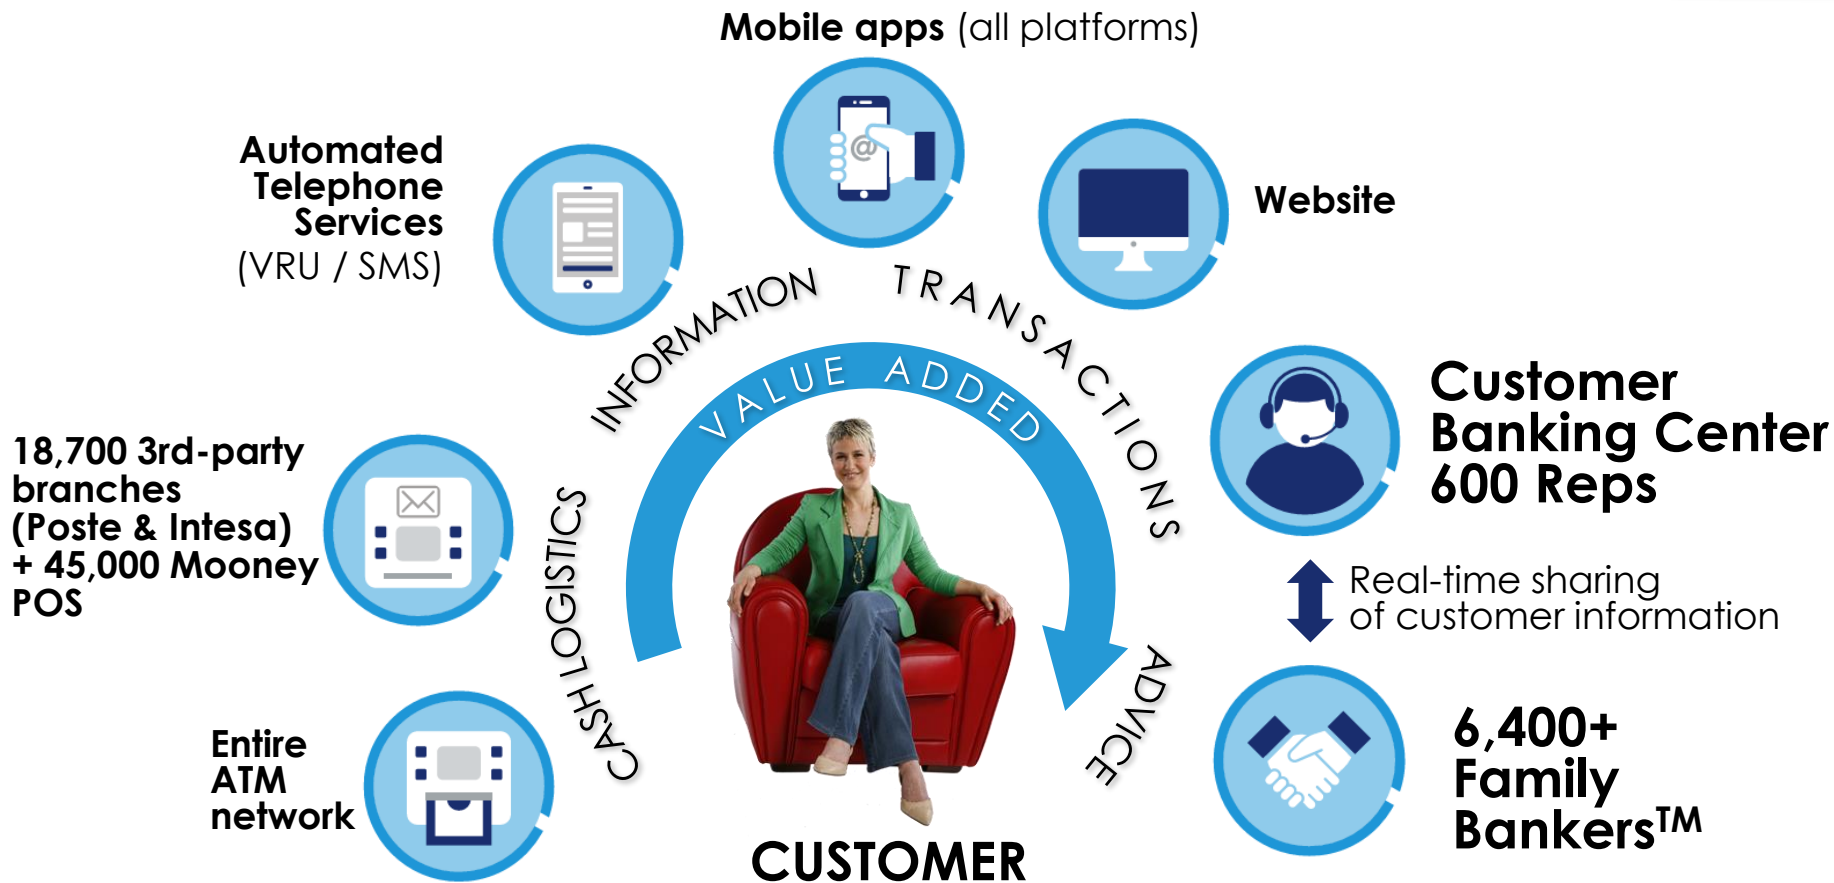 Mobile apps (all platforms)
Automated
Telephone
Services
(VRU / SMS)
@
Website
INFORMATION
TRANSACTIONS
VALUE ADDED
Customer
Banking Center
600 Reps
18,700 3rd-party
branches
(Poste & Intesa)
+ 45,000 Mooney
POS
CASH LOGISTICS
Real-time sharing
of customer information
ADVICE
Entire
ATM
network
6,400+
Family
Bankers™
CUSTOMER